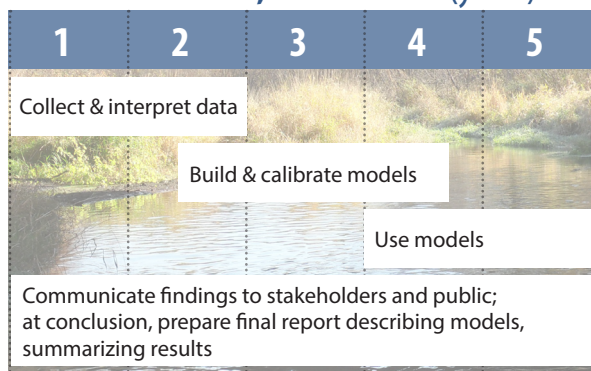 1 2 3 4 5
Collect & interpret data
Build & calibrate models
Use models
Communicate findings to stakeholders and public;
at conclusion, prepare final report describing models,
summarizing results